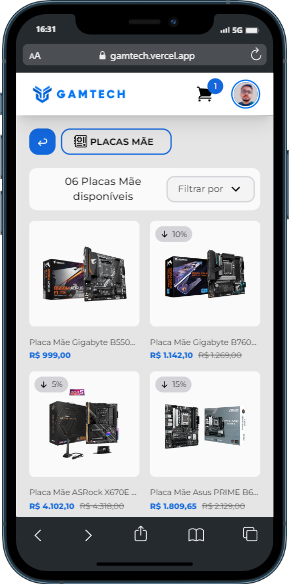 16:31
5G
AA gamtech.vercel.app
GAMTECH
1
PLACAS MÃE
06 Placas Mãe
disponíveis
Filtrar por
10%
Placa Mãe Gigabyte B550...
R$ 999,00
Placa Mãe Gigabyte B760...
R$ 1.142,10 R$ 1.269,00
5%
15%
Placa Mãe ASRock X670E ...
R$ 4.102,10 R$ 4.318,00
Placa Mãe Asus PRIME B6...
R$ 1.809,65 R$ 2.129,00